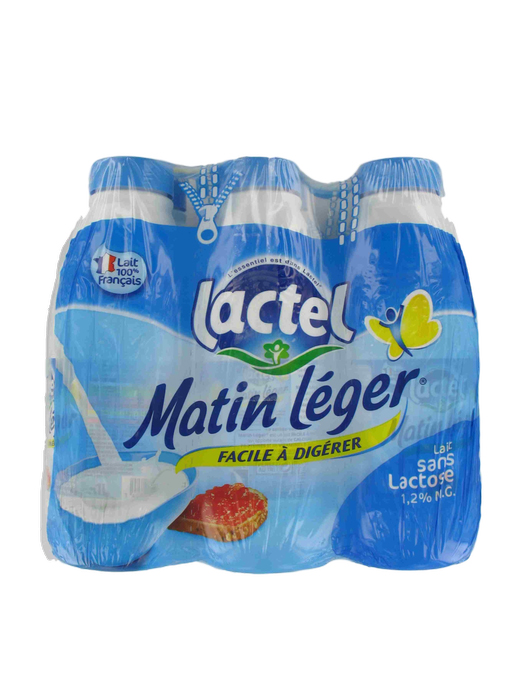 Lait
100%
Français
L'essentiel est dans Lactel
lactel
Matin léger®
FACILE À DIGÉRER
Lait
sans
Lactose
1,2% M.G.